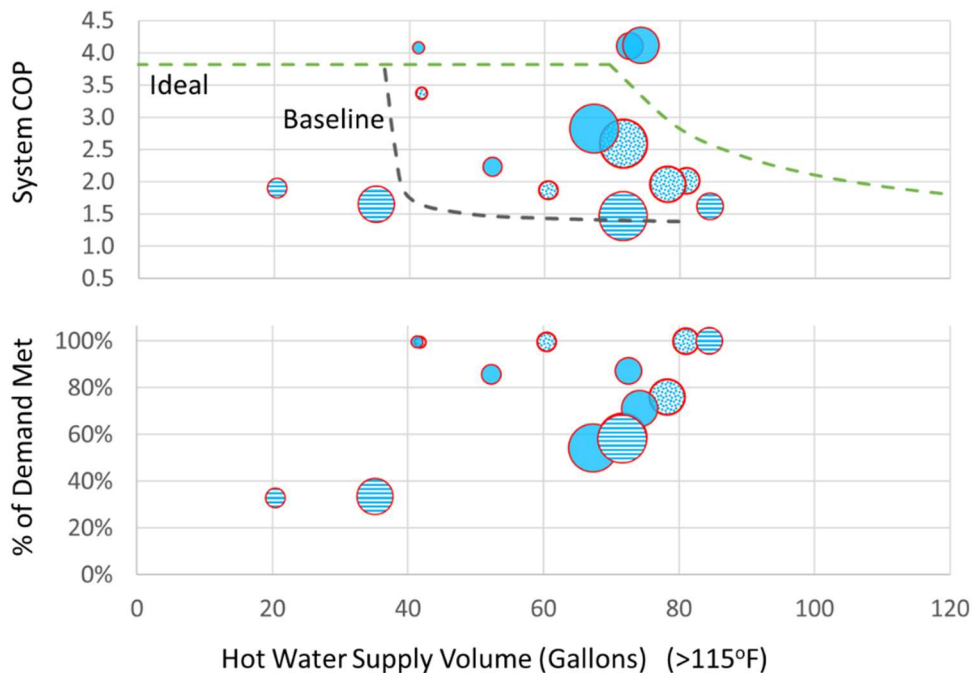 System COP
4.5
4.0
3.5
3.0
2.5
2.0
1.5
1.0
0.5
Ideal
Baseline
% of Demand Met
100%
80%
60%
40%
20%
0%
0 20 40 60 80 100 120
Hot Water Supply Volume (Gallons) (>115°F)